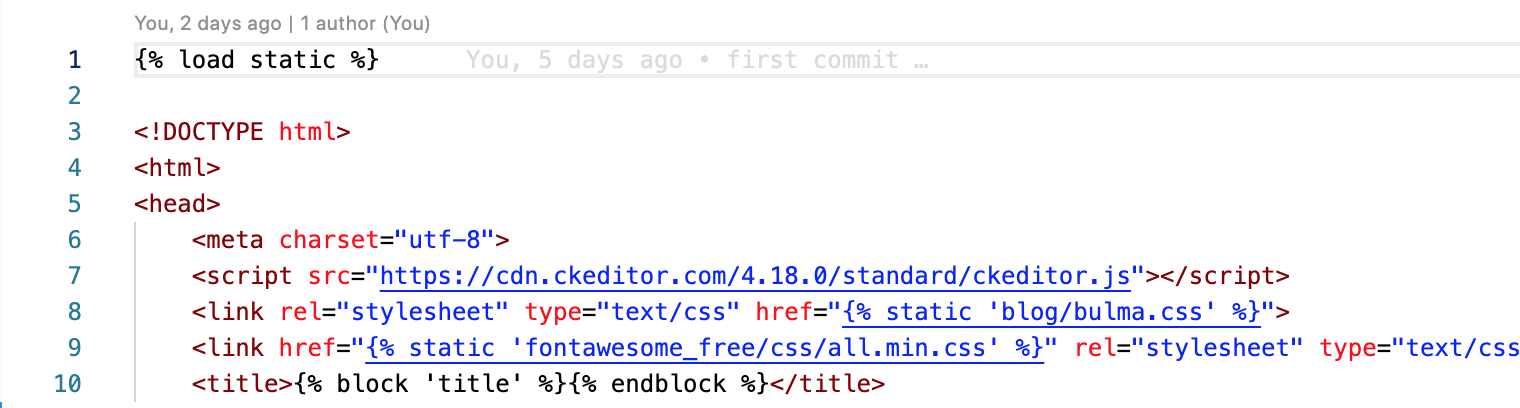 You, 2 days ago | 1 author (You)
1 {% load static %} You, 5 days ago • first commit …
2
3 <!DOCTYPE html>
4 <html>
5 <head>
6 <meta charset="utf-8">
7 <script src="https://cdn.ckeditor.com/4.18.0/standard/ckeditor.js"></script>
8 <link rel="stylesheet" type="text/css" href="{% static 'blog/bulma.css' %}">
9 <link href="{% static 'fontawesome_free/css/all.min.css' %}" rel="stylesheet" type="text/css
10 <title>{% block 'title' %}{% endblock %}</title>